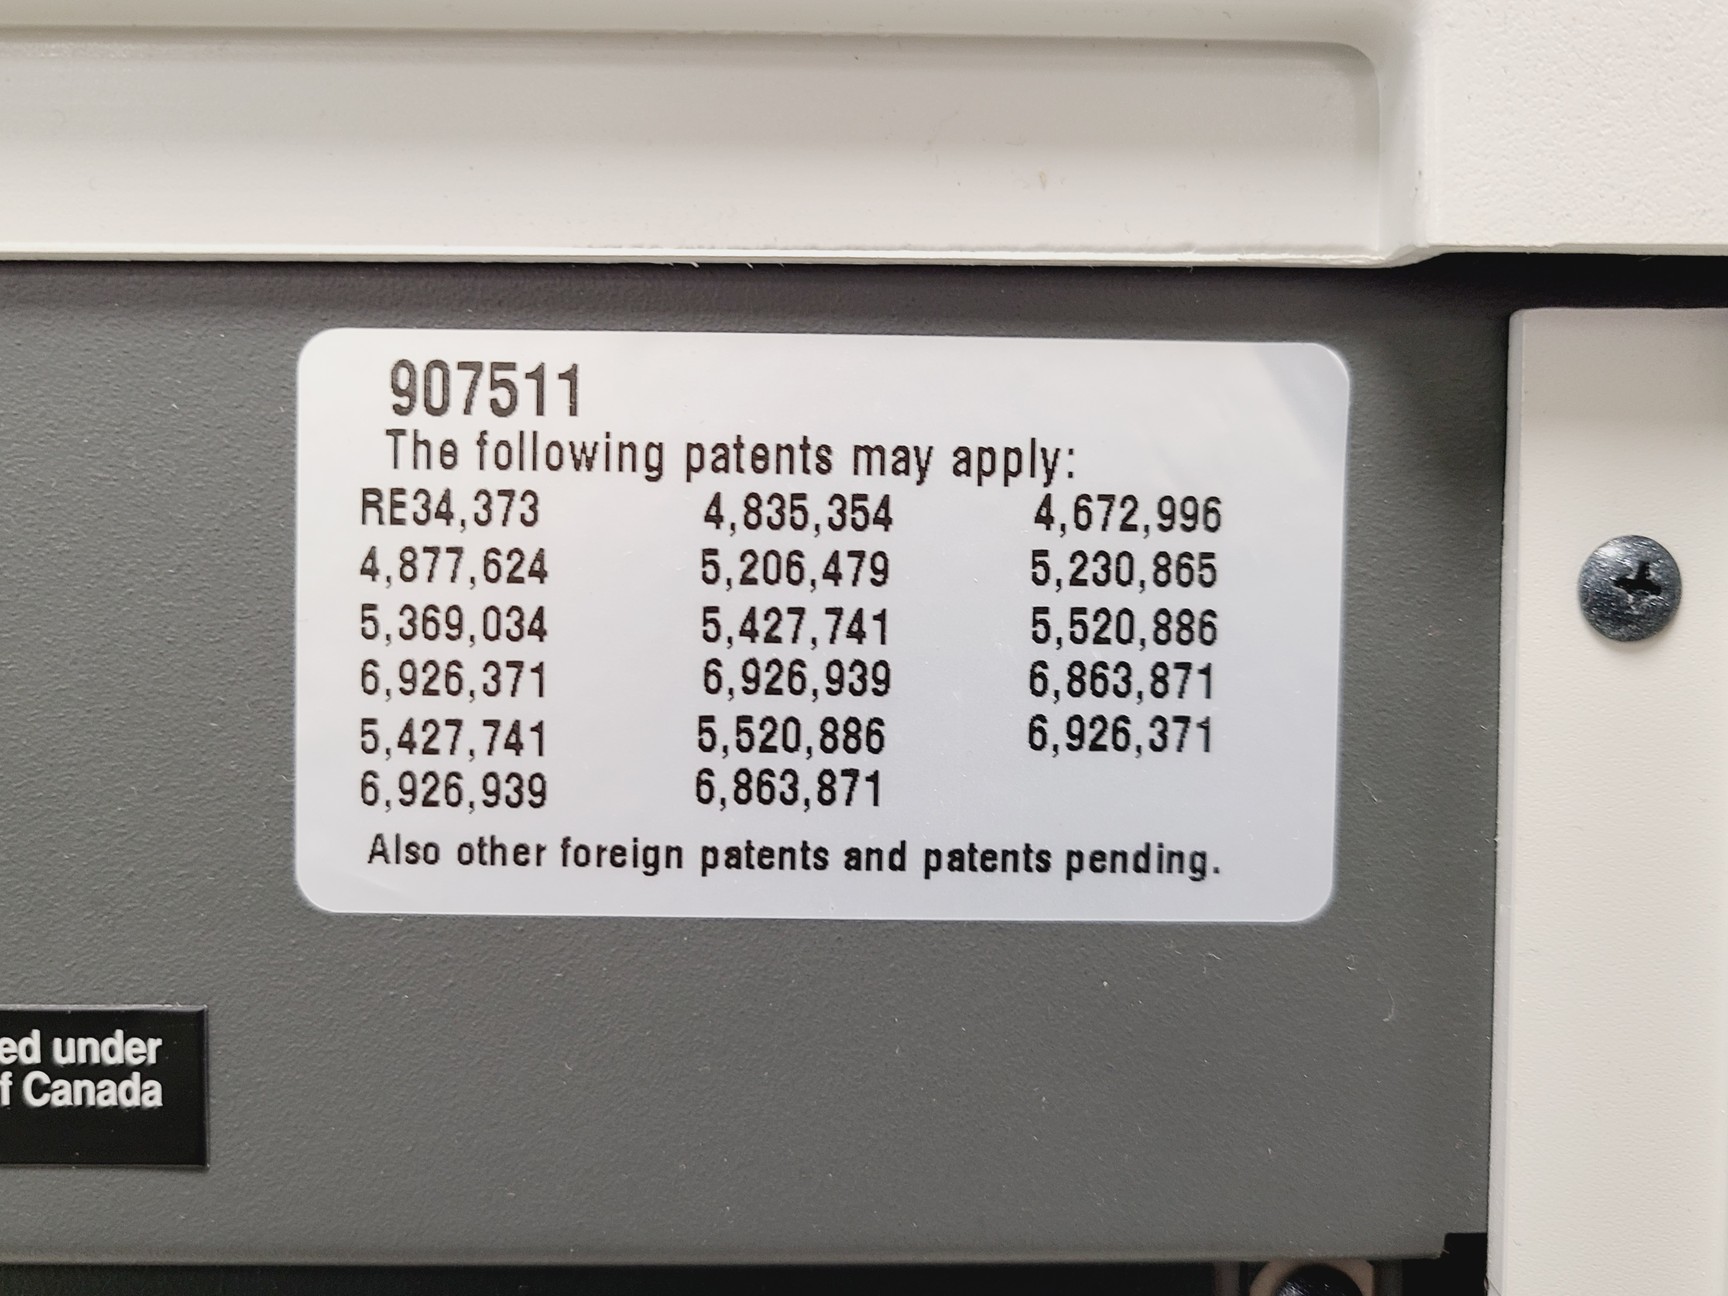 907511
The following patents may apply:
RE34,373 4,835,354 4,672,996
4,877,624 5,206,479 5,230,865
5,369,034 5,427,741 5,520,886
6,926,371 6,926,939 6,863,871
5,427,741 5,520,886 6,926,371
6,926,939 6,863,871
Also other foreign patents and patents pending.
ed under
f Canada